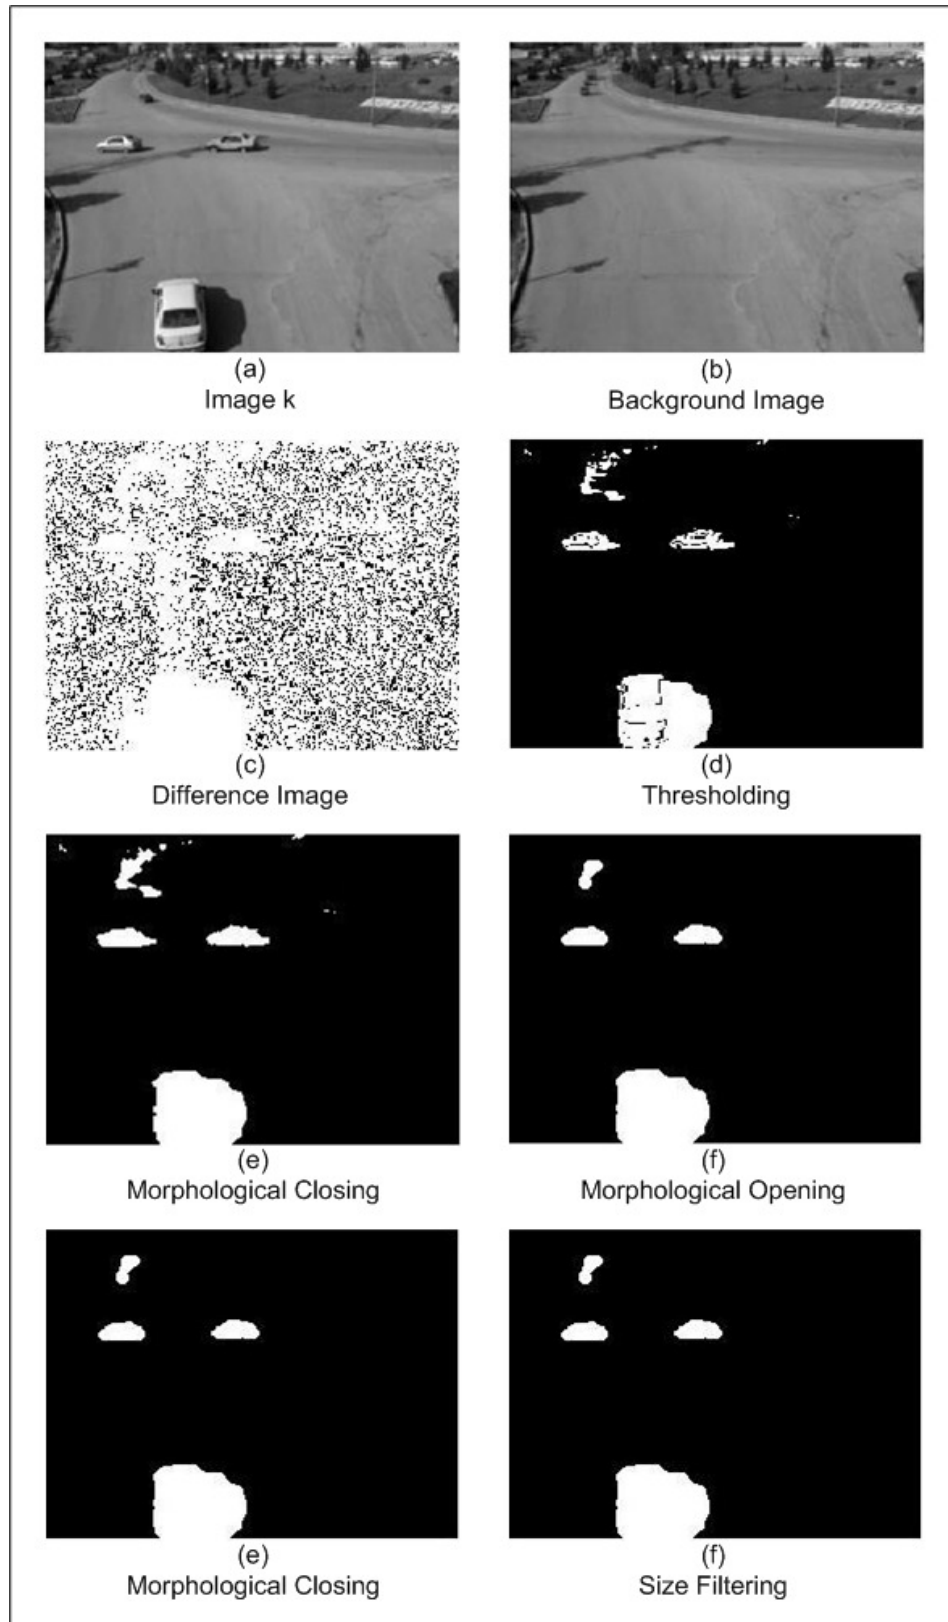 (a)
Image k
(b)
Background Image
(c)
Difference Image
(d)
Thresholding
(e)
Morphological Closing
(f)
Morphological Opening
(e)
Morphological Closing
(f)
Size Filtering